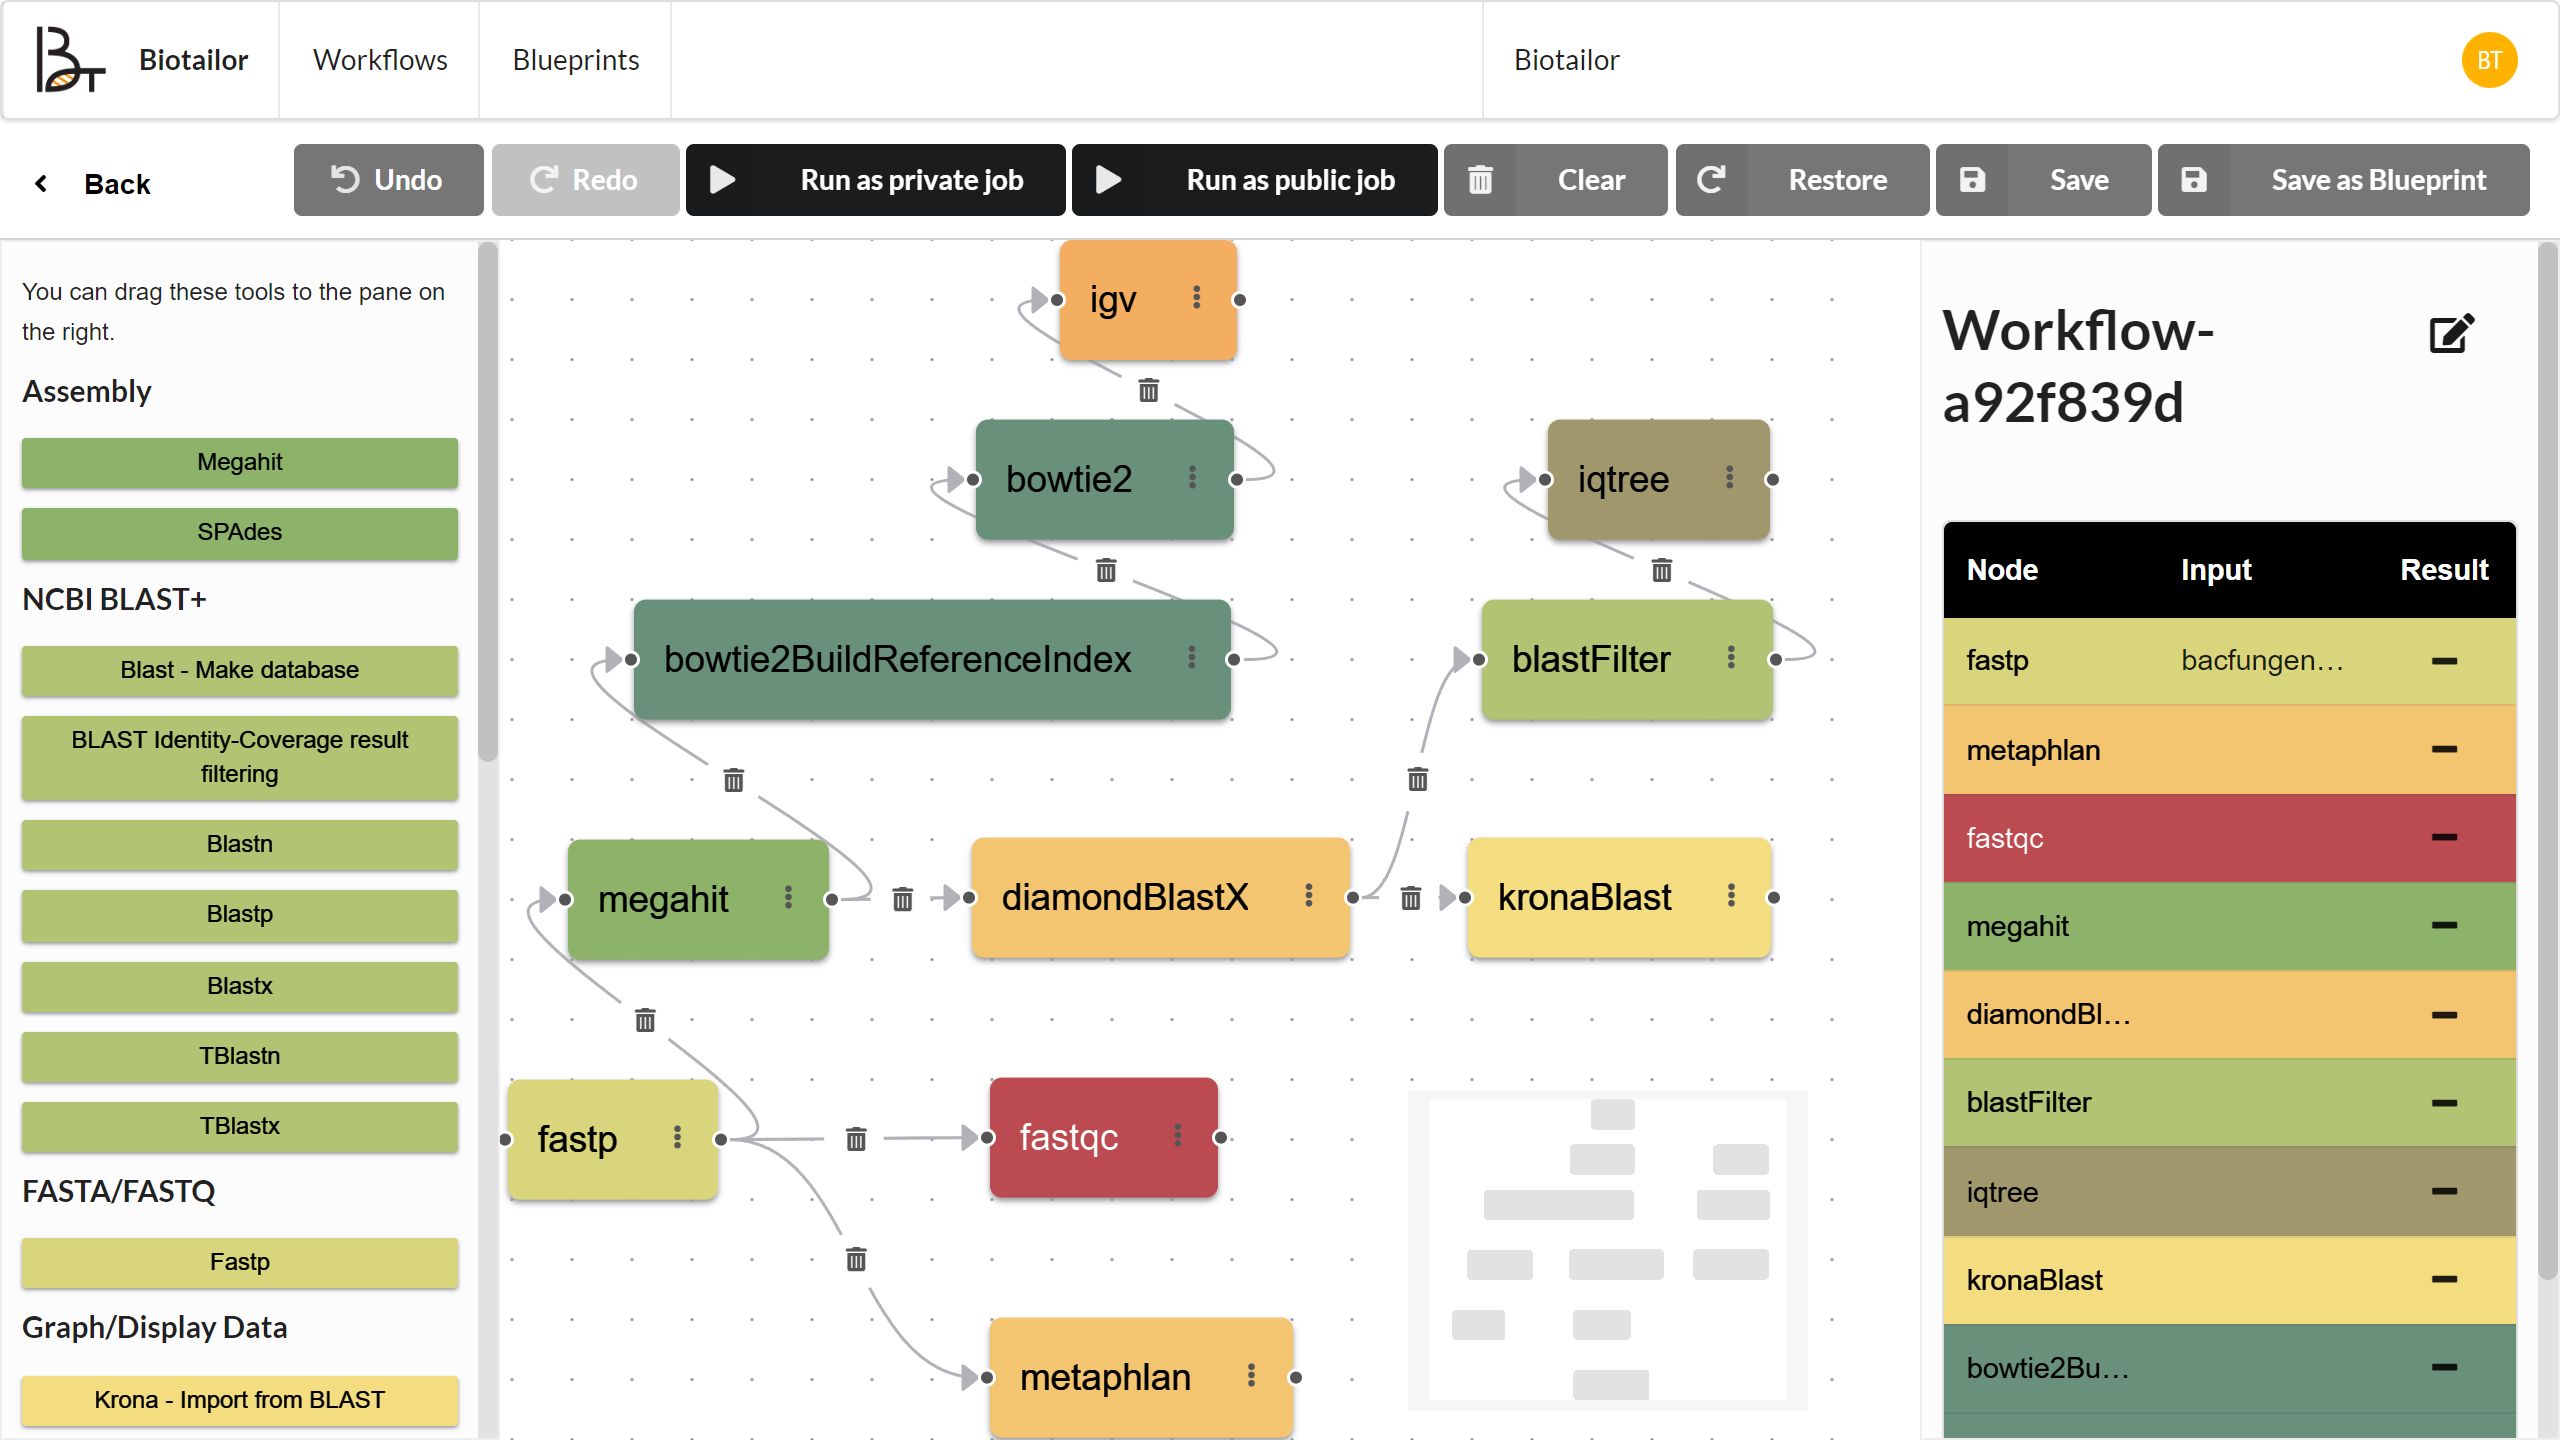 BT Biotailor Workflows Blueprints Biotailor BT
Back Undo Redo Run as private job Run as public job Clear Restore Save Save as Blueprint
You can drag these tools to the pane on
the right.
Assembly
Megahit
SPAdes
NCBI BLAST+
Blast - Make database
BLAST Identity-Coverage result
filtering
Blastn
Blastp
Blastx
TBlastn
TBlastx
FASTA/FASTQ
Fastp
Graph/Display Data
Krona - Import from BLAST
igv
bowtie2
iqtree
bowtie2BuildReferenceIndex
blastFilter
megahit
diamondBlastX
kronaBlast
fastp
fastqc
metaphlan
Workflow-
a92f839d
Node Input Result
fastp bacfungen…
metaphlan
fastqc
megahit
diamondBl…
blastFilter
iqtree
kronaBlast
bowtie2Bu…